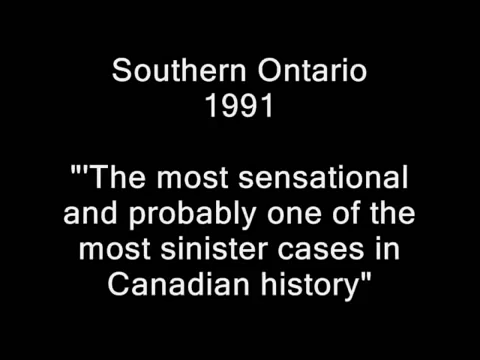 Southern Ontario
1991
"'The most sensational
and probably one of the
most sinister cases in
Canadian history"